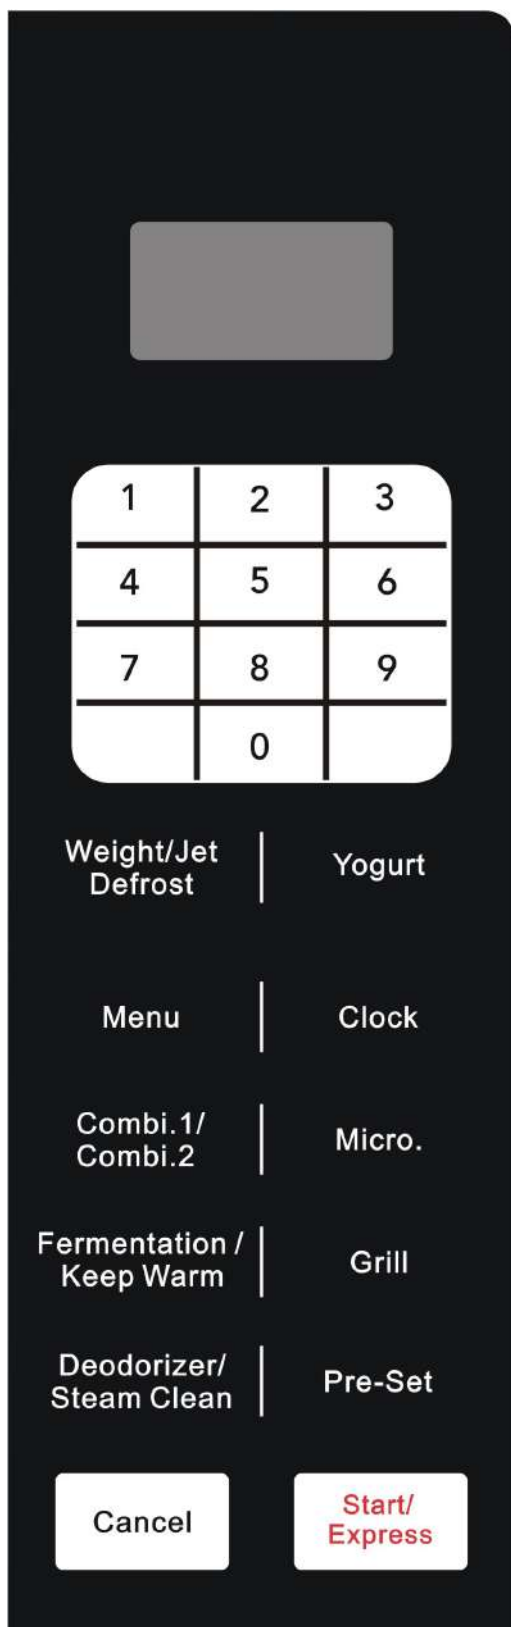 1 2 3
4 5 6
7 8 9
0
Weight/Jet
Defrost
Yogurt
Menu
Clock
Combi.1/
Combi.2
Micro.
Fermentation /
Keep Warm
Grill
Deodorizer/
Steam Clean
Pre-Set
Cancel
Start/
Express